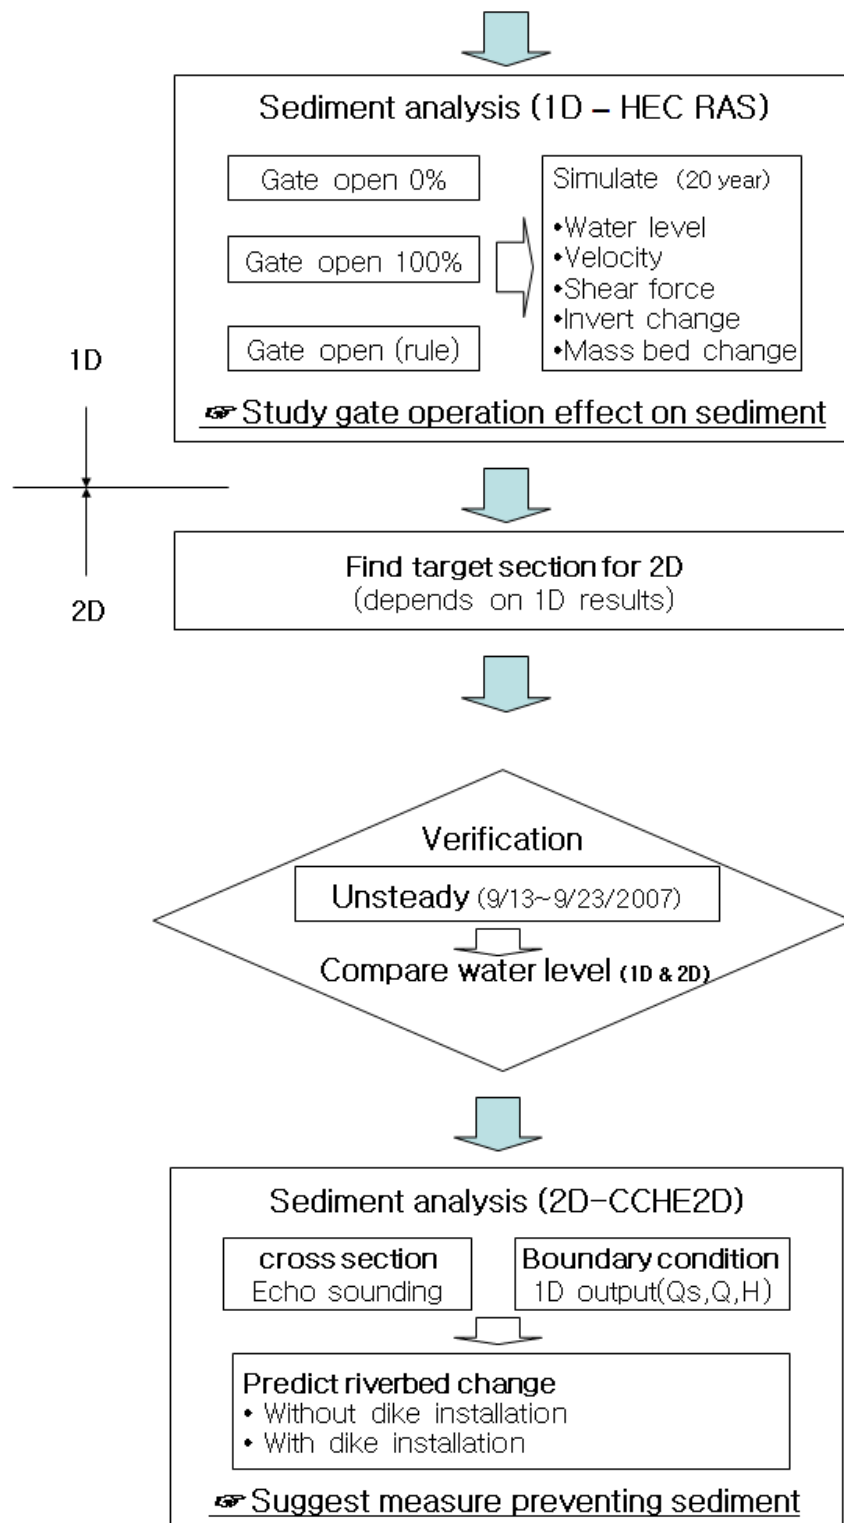 Sediment analysis (1D – HEC RAS)
Gate open 0%
Gate open 100%
Gate open (rule)
Simulate (20 year)
•Water level
•Velocity
•Shear force
•Invert change
•Mass bed change
☞ Study gate operation effect on sediment
1D
2D
Find target section for 2D
(depends on 1D results)
Verification
Unsteady (9/13~9/23/2007)
Compare water level (1D & 2D)
Sediment analysis (2D-CCHE2D)
cross section
Echo sounding
Boundary condition
1D output(Qs,Q,H)
Predict riverbed change
• Without dike installation
• With dike installation
☞ Suggest measure preventing sediment